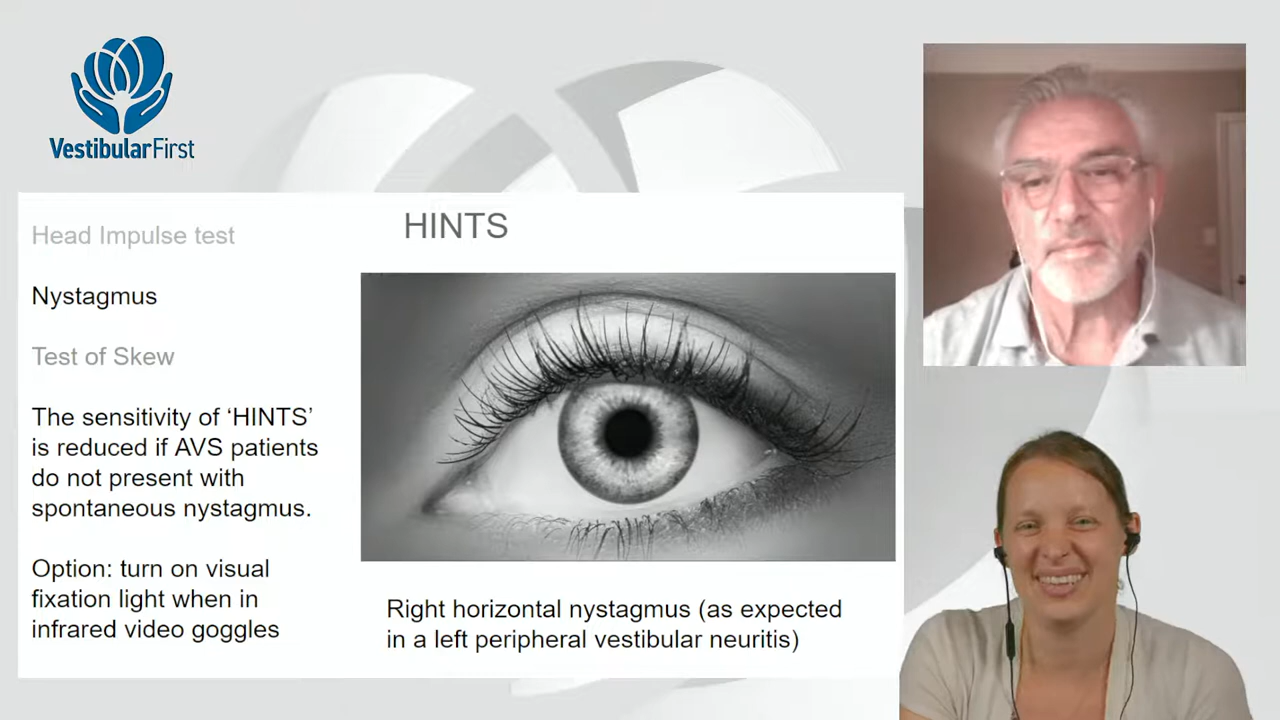 VestibularFirst
HINTS
Head Impulse test
Nystagmus
Test of Skew
The sensitivity of ‘HINTS’
is reduced if AVS patients
do not present with
spontaneous nystagmus.
Option: turn on visual
fixation light when in
infrared video goggles
Right horizontal nystagmus (as expected
in a left peripheral vestibular neuritis)